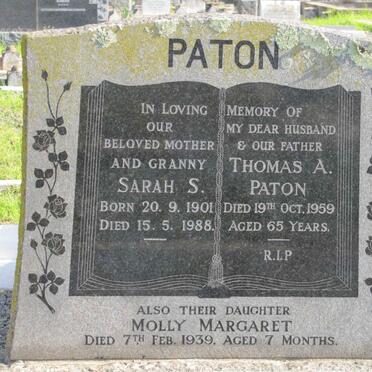 PATON
IN LOVING
OUR
BELOVED MOTHER
AND GRANNY
SARAH S.
BORN 20. 9. 1901
DIED 15. 5. 1988.
MEMORY OF
MY DEAR HUSBAND
& OUR FATHER
THOMAS A.
PATON
DIED 19TH OCT. 1959
AGED 65 YEARS.
R.I.P
ALSO THEIR DAUGHTER
MOLLY MARGARET
DIED 7TH FEB. 1939. AGED 7 MONTHS.